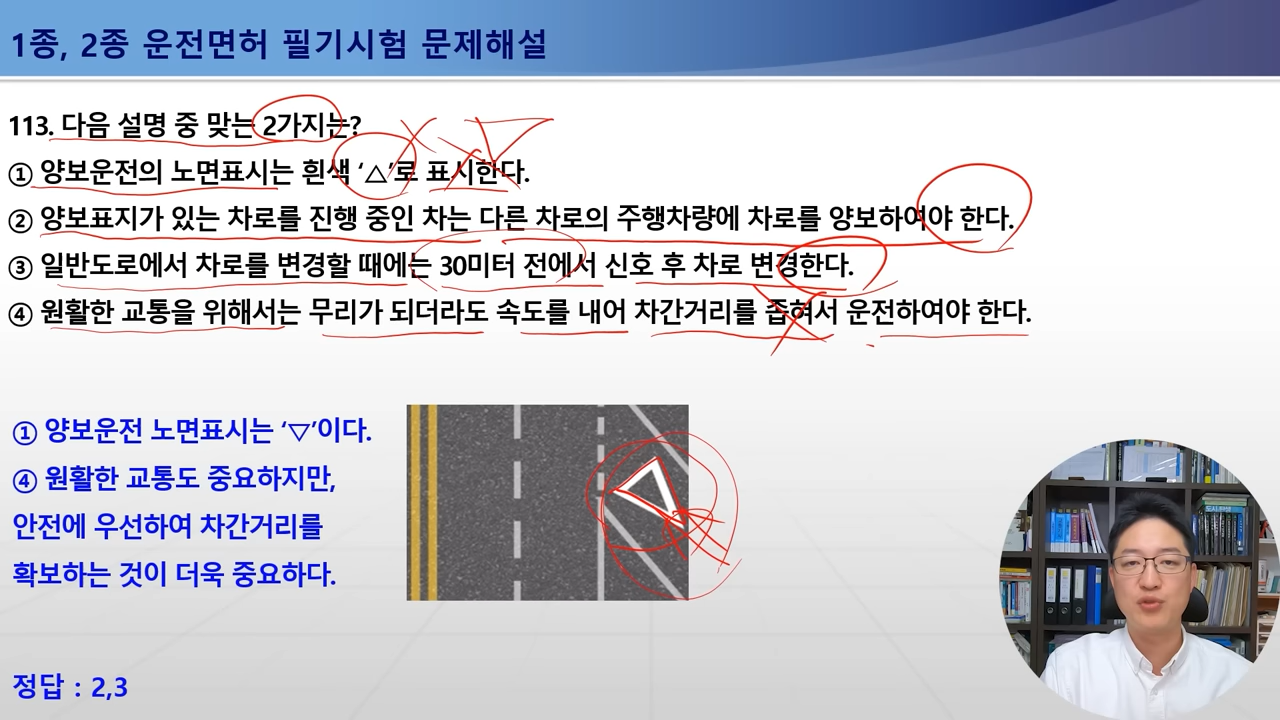 1종, 2종 운전면허 필기시험 문제해설
113. 다음 설명 중 맞는 2가지는?
① 양보운전의 노면표시는 흰색 ‘△’로 표시한다.
② 양보표지가 있는 차로를 진행 중인 차는 다른 차로의 주행차량에 차로를 양보하여야 한다.
③ 일반도로에서 차로를 변경할 때에는 30미터 전에서 신호 후 차로 변경한다.
④ 원활한 교통을 위해서는 무리가 되더라도 속도를 내어 차간거리를 좁혀서 운전하여야 한다.
① 양보운전 노면표시는 ‘▽’이다.
④ 원활한 교통도 중요하지만,
안전에 우선하여 차간거리를
확보하는 것이 더욱 중요하다.
정답 : 2,3